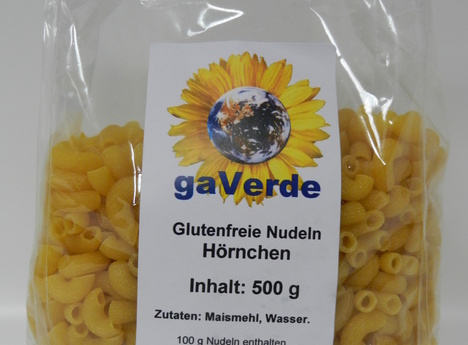 gaVerde
Glutenfreie Nudeln
Hörnchen
Inhalt: 500 g
Zutaten: Maismehl, Wasser.
100 g Nudeln enthalten